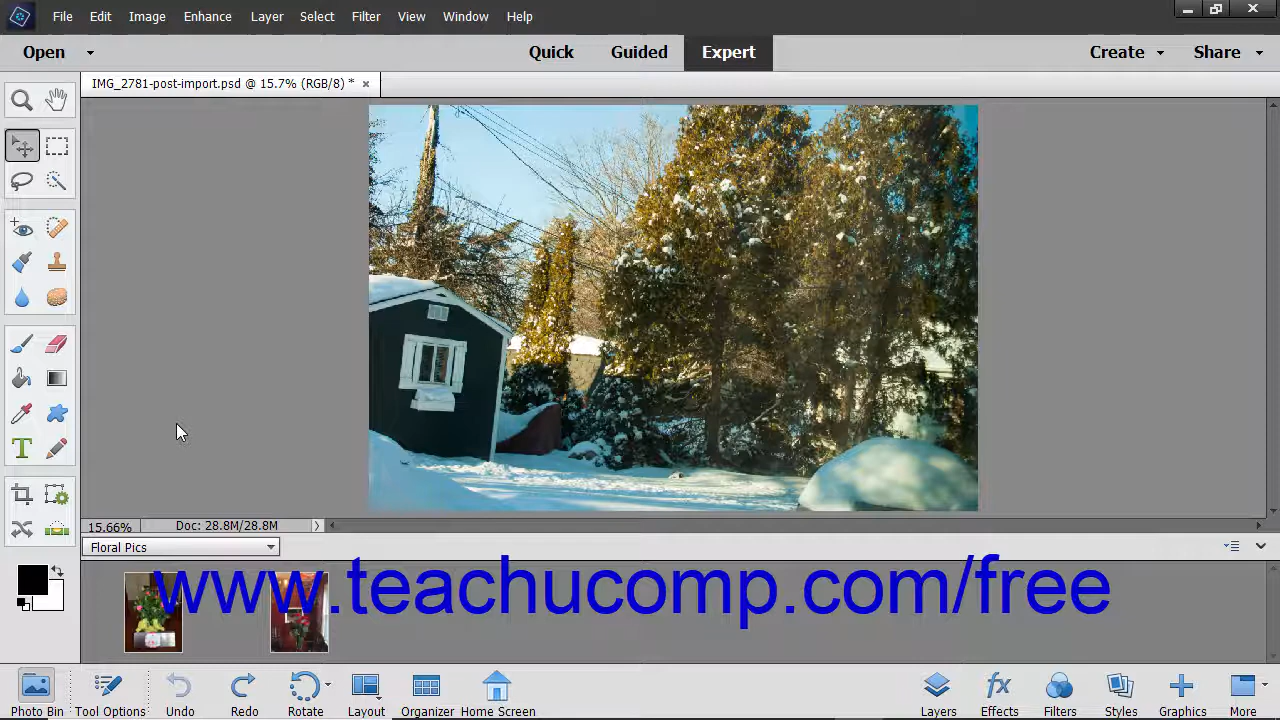 File Edit Image Enhance Layer Select Filter View Window Help
Open Quick Guided Expert Create Share
IMG_2781-post-import.psd @ 15.7% (RGB/8) * ×
15.66% Doc: 28.8M/28.8M
Floral Pics
www.teachucomp.com/free
Photo Bin Tool Options Undo Redo Rotate Layout Organizer Home Screen Layers Effects Filters Styles Graphics More